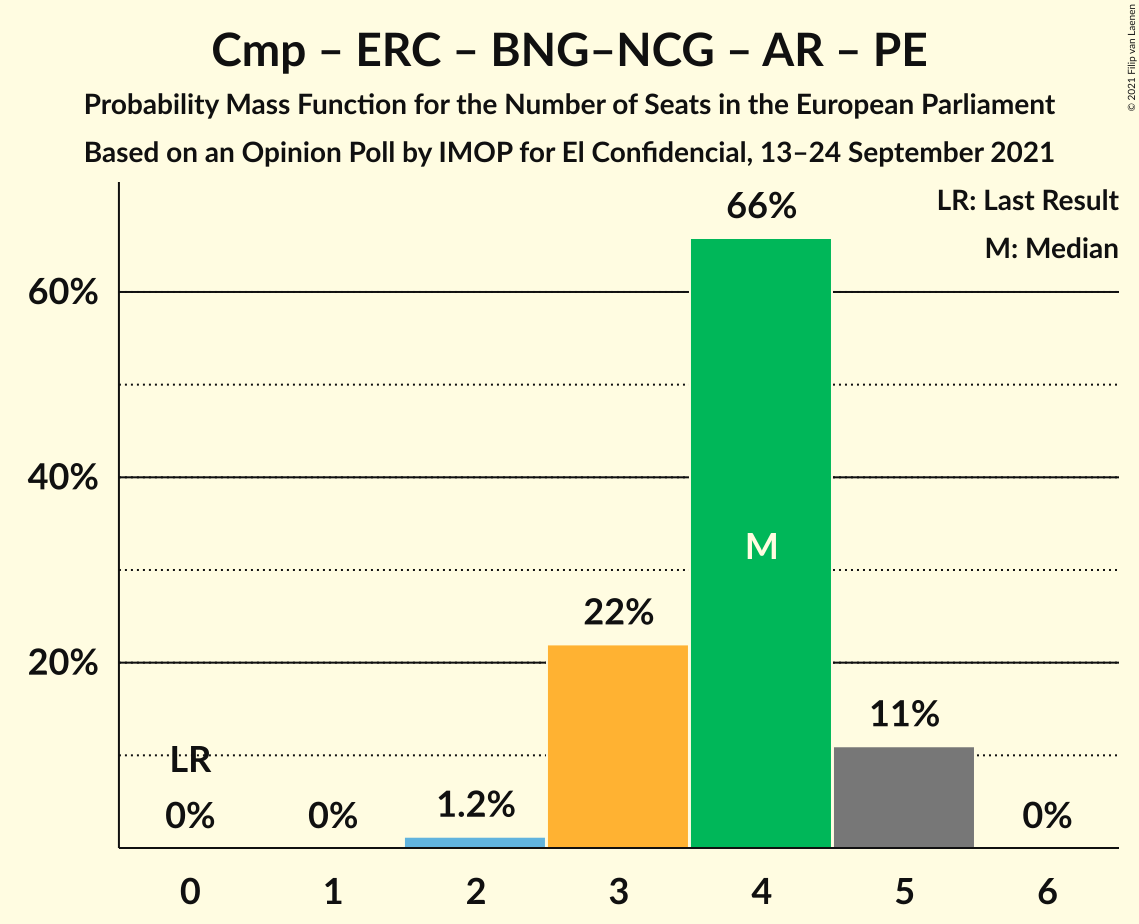 Cmp – ERC – BNG–NCG – AR – PE
Probability Mass Function for the Number of Seats in the European Parliament
Based on an Opinion Poll by IMOP for El Confidencial, 13–24 September 2021
© 2021 Filip van Laenen
LR: Last Result
M: Median
66%
60%
40%
M
22%
20%
11%
LR
0%
0%
1.2%
0%
0 1 2 3 4 5 6